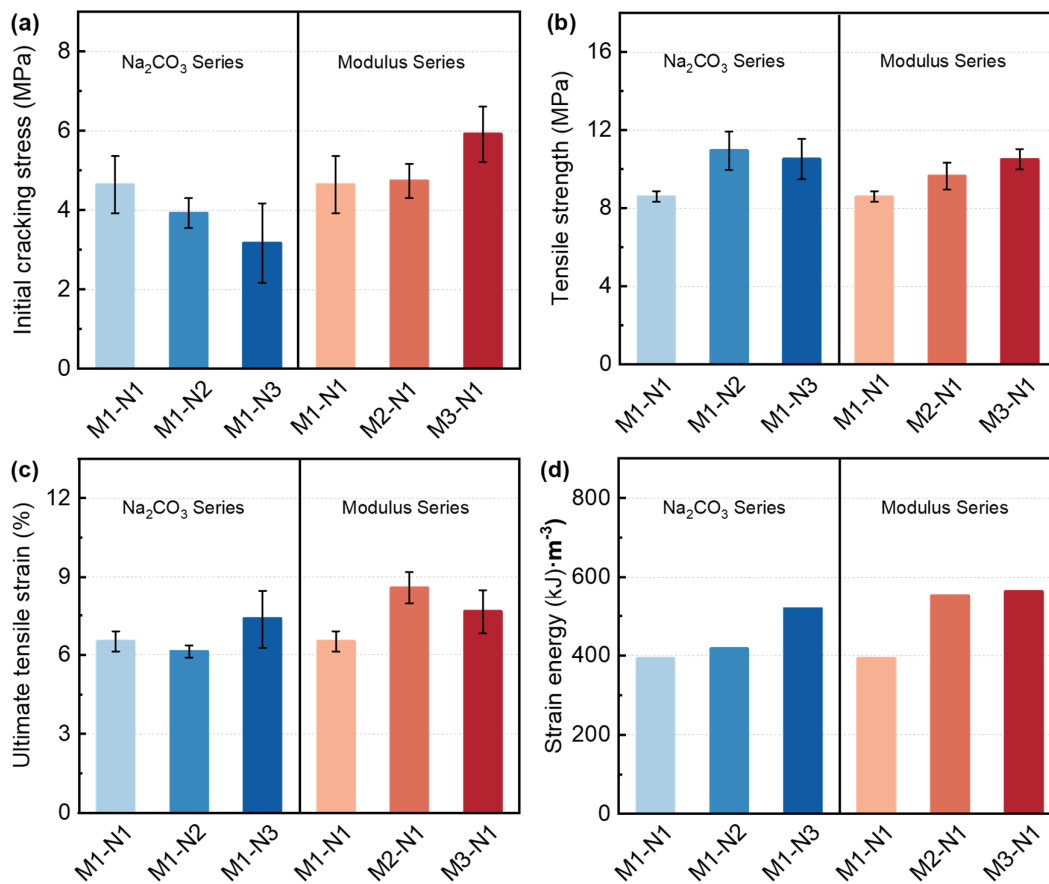 (a)
Initial cracking stress (MPa)
8
6
4
2
0
Na₂CO₃ Series
Modulus Series
M1-N1
M1-N2
M1-N3
M1-N1
M2-N1
M3-N1
(b)
Tensile strength (MPa)
16
12
8
4
0
Na₂CO₃ Series
Modulus Series
M1-N1
M1-N2
M1-N3
M1-N1
M2-N1
M3-N1
(c)
Ultimate tensile strain (%)
12
9
6
3
0
Na₂CO₃ Series
Modulus Series
M1-N1
M1-N2
M1-N3
M1-N1
M2-N1
M3-N1
(d)
Strain energy (kJ)·m⁻³
800
600
400
200
0
Na₂CO₃ Series
Modulus Series
M1-N1
M1-N2
M1-N3
M1-N1
M2-N1
M3-N1